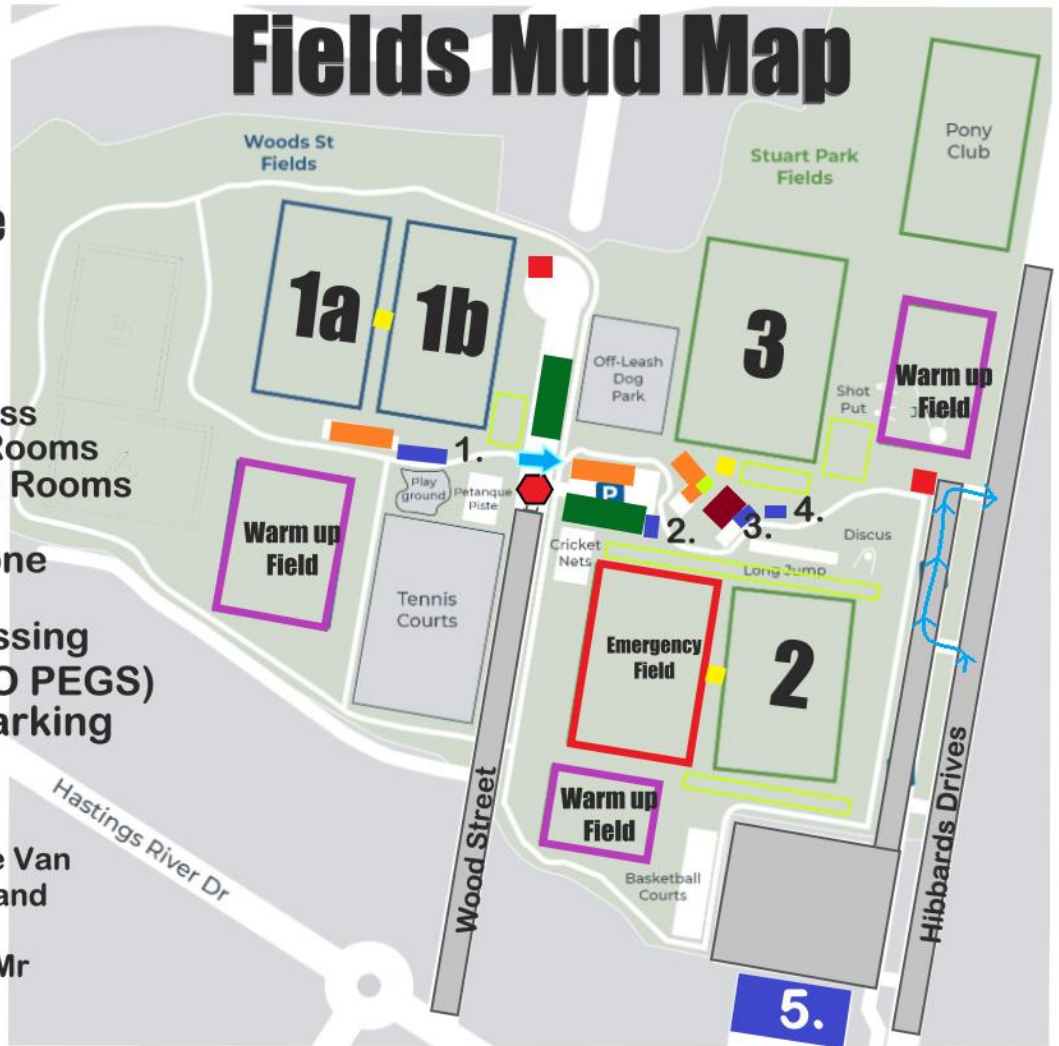 Fields Mud Map
Woods St
Fields
Stuart Park
Fields
Pony
Club
e
1a
1b
3
Off-Leash
Dog
Park
Shot
Put
Warm up
Field
ss
Rooms
Rooms
1.
Play
ground
Petanque
Piste
P
2.
3.
4.
Discus
Cricket
Nets
Long Jump
Warm up
Field
one
ssing
O PEGS)
arking
Tennis
Courts
Emergency
Field
2
Warm up
Field
Hastings River Dr
Wood Street
Hibbards Drives
e Van
and
Mr
Basketball
Courts
5.